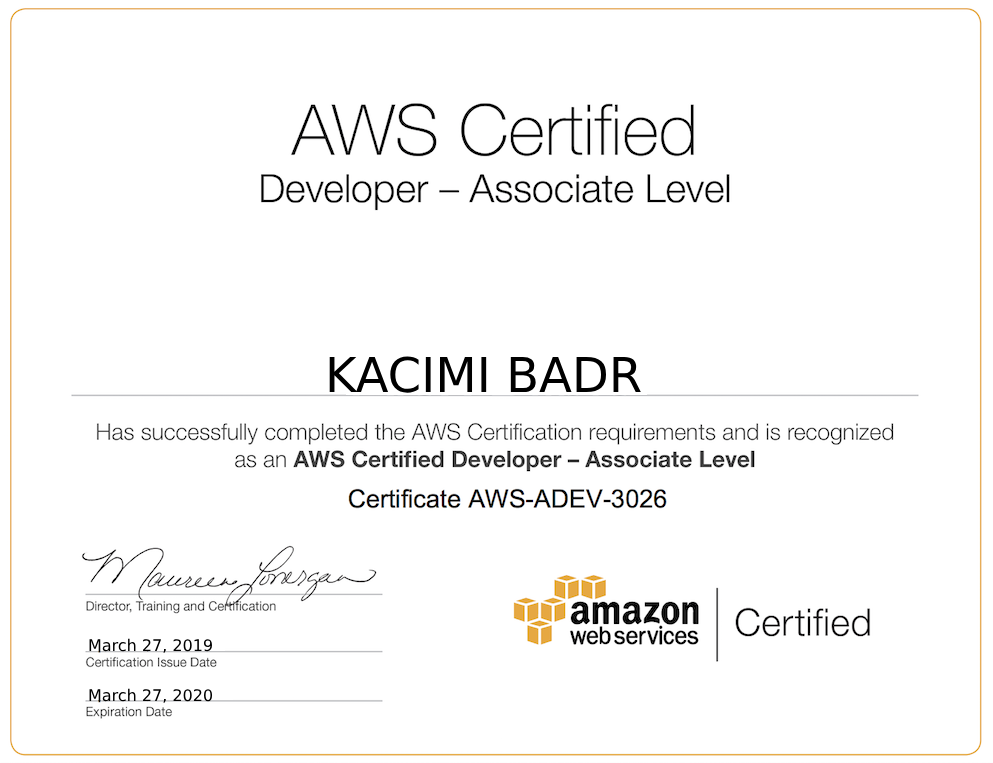 AWS Certified
Developer – Associate Level
KACIMI BADR
Has successfully completed the AWS Certification requirements and is recognized
as an AWS Certified Developer – Associate Level
Certificate AWS-ADEV-3026
Maureen Lonergan
Director, Training and Certification
March 27, 2019
Certification Issue Date
March 27, 2020
Expiration Date
amazon
web services
Certified